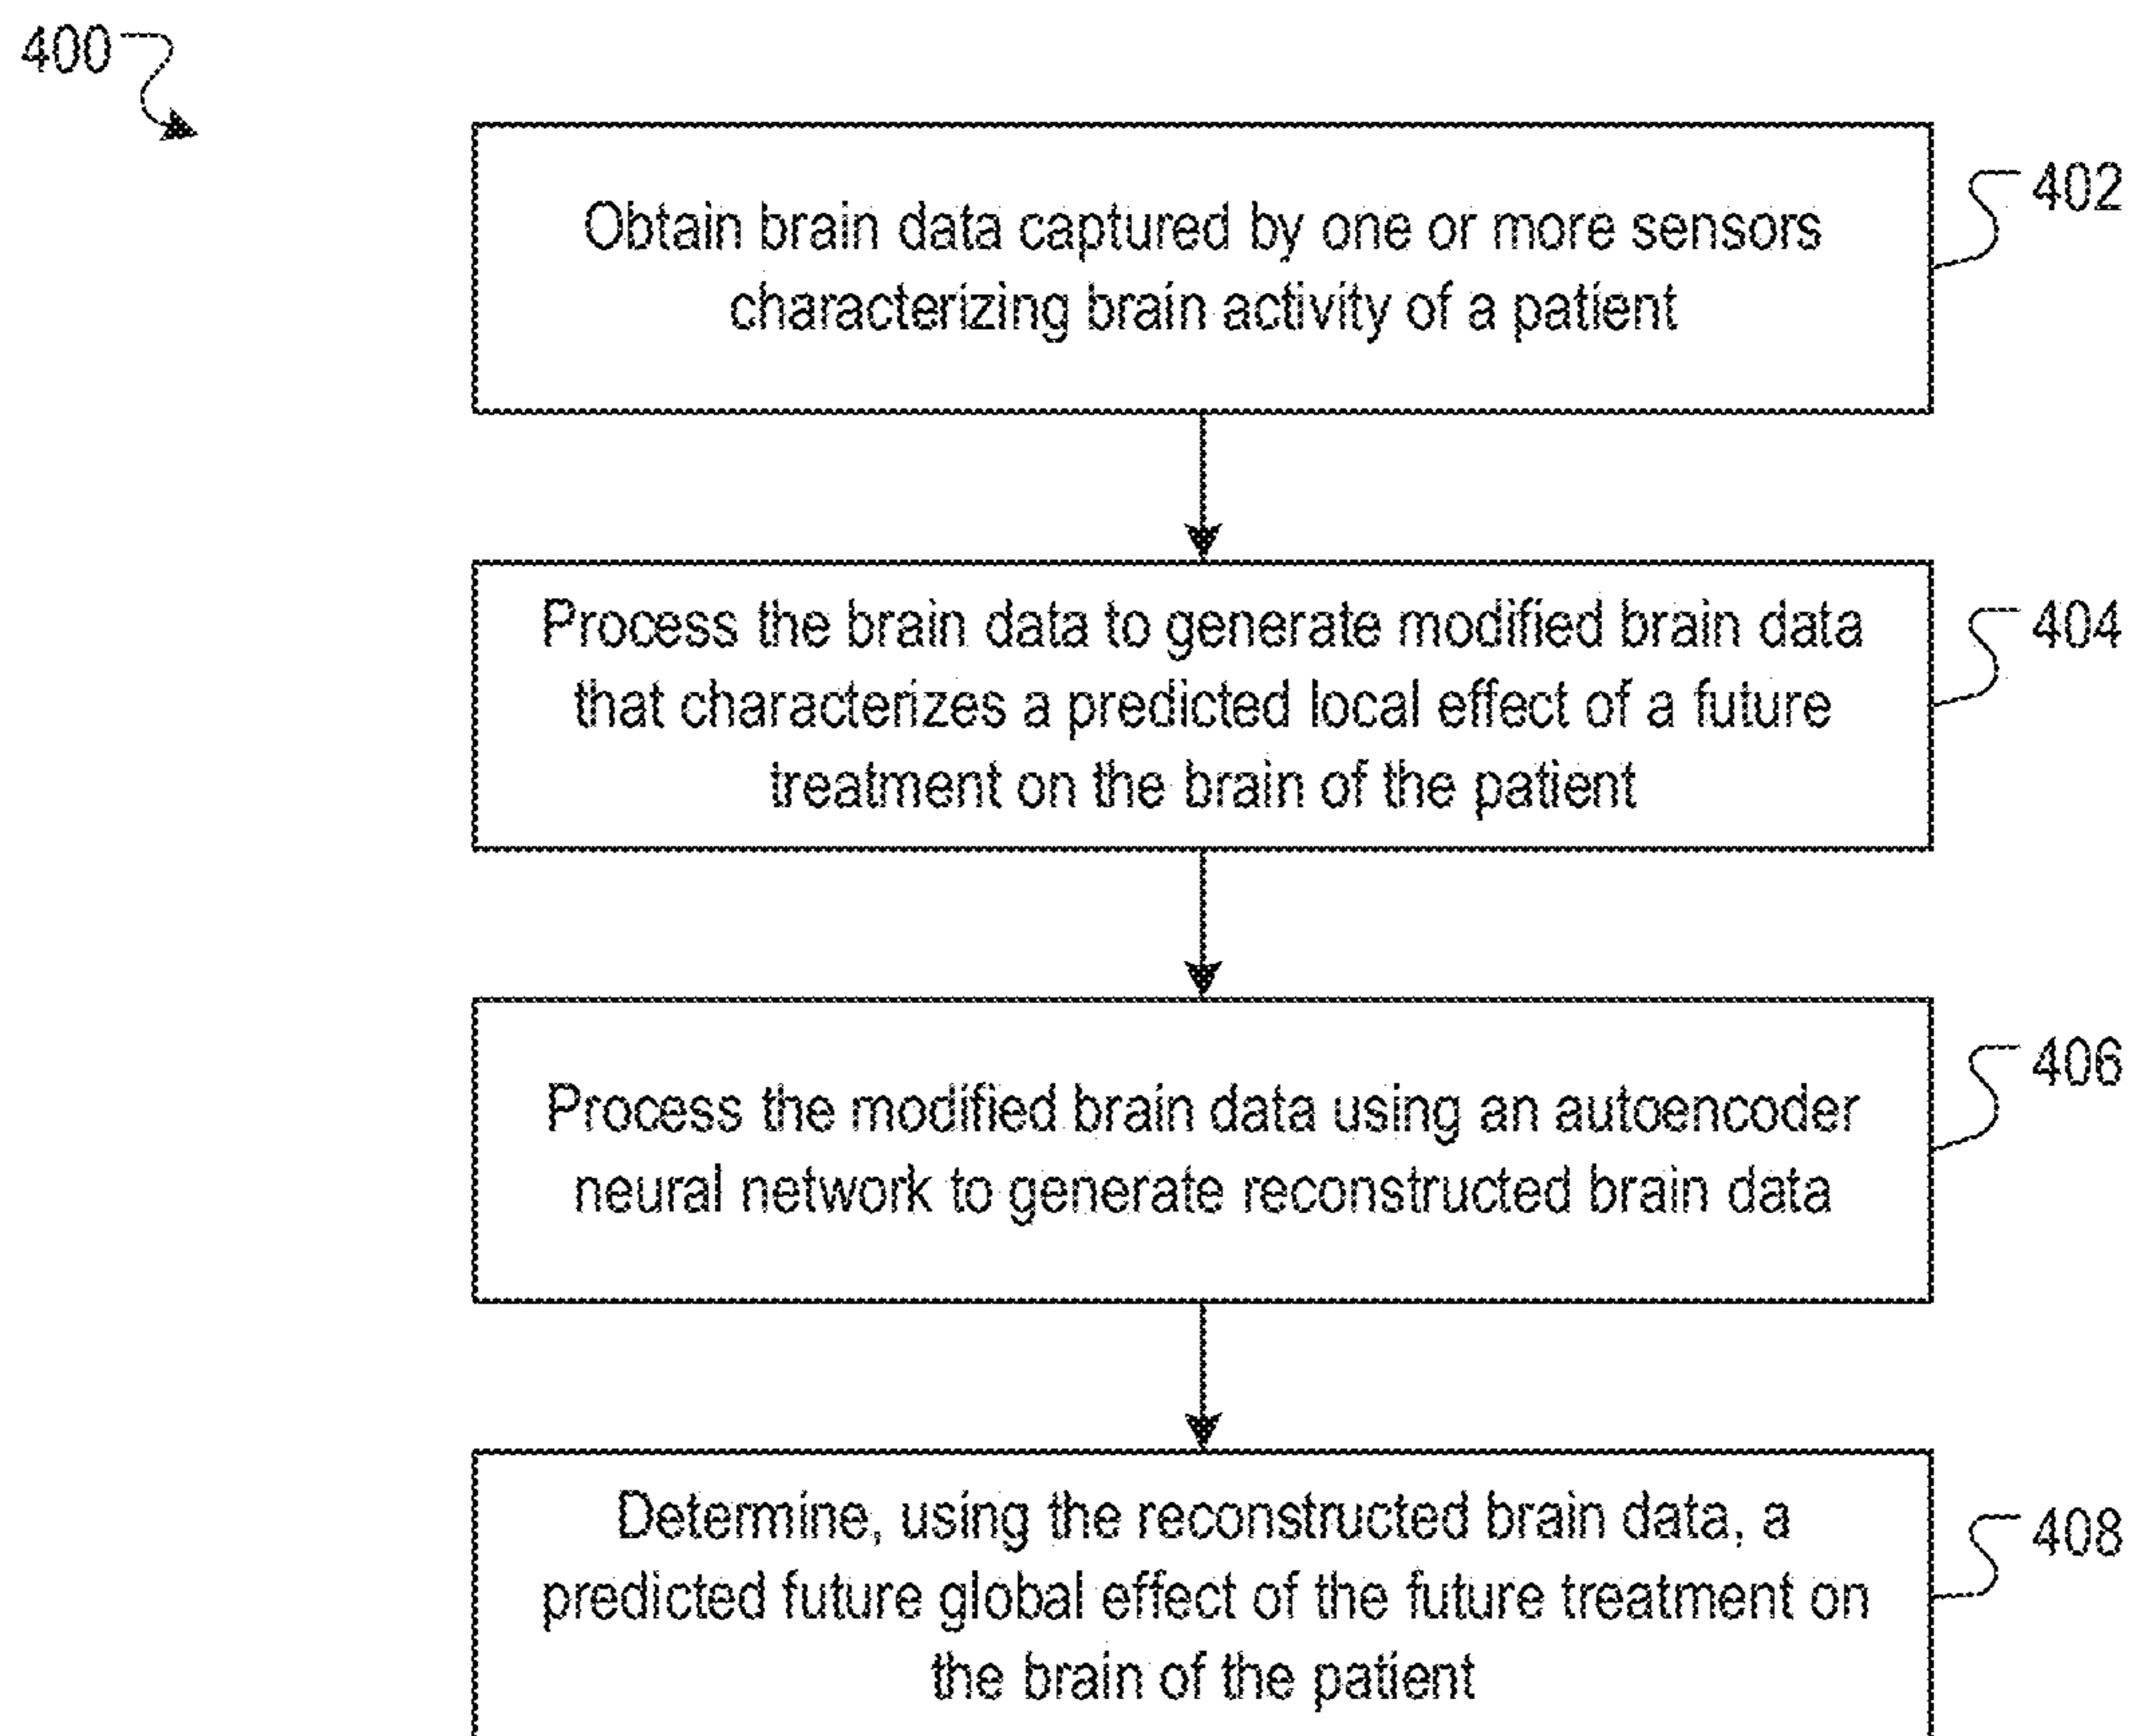 400
Obtain brain data captured by one or more sensors
characterizing brain activity of a patient
402
Process the brain data to generate modified brain data
that characterizes a predicted local effect of a future
treatment on the brain of the patient
404
Process the modified brain data using an autoencoder
neural network to generate reconstructed brain data
406
Determine, using the reconstructed brain data, a
predicted future global effect of the future treatment on
the brain of the patient
408